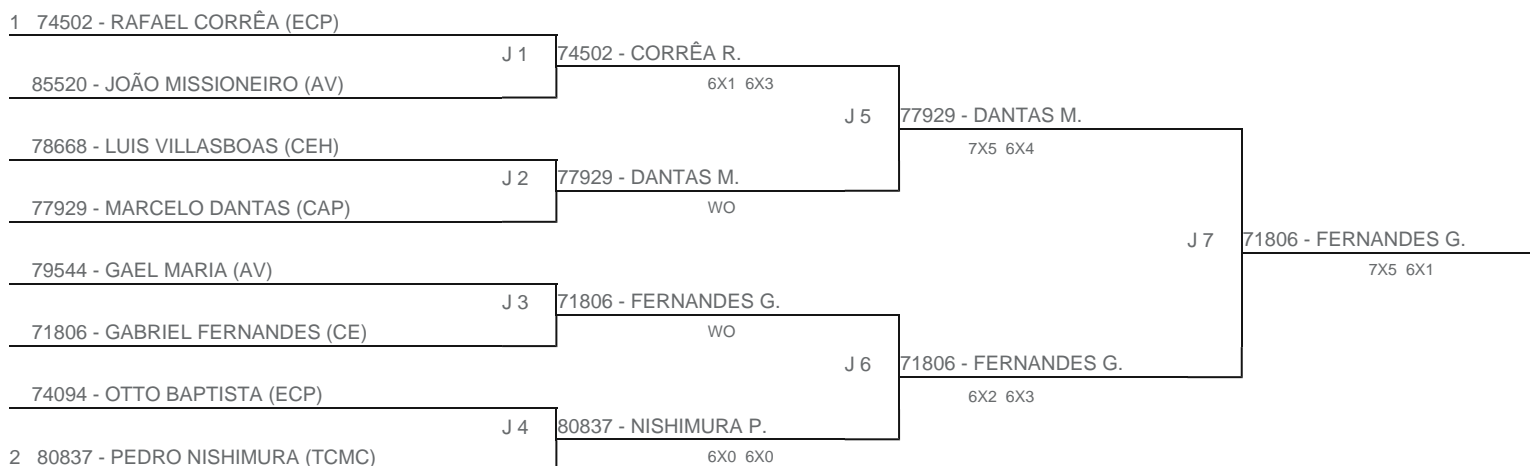 1 74502 - RAFAEL CORRÊA (ECP)
J 1 74502 - CORRÊA R.
85520 - JOÃO MISSIONEIRO (AV)
6X1 6X3
J 5 77929 - DANTAS M.
78668 - LUIS VILLASBOAS (CEH)
7X5 6X4
J 2 77929 - DANTAS M.
77929 - MARCELO DANTAS (CAP)
WO
J 7 71806 - FERNANDES G.
79544 - GAEL MARIA (AV)
7X5 6X1
J 3 71806 - FERNANDES G.
71806 - GABRIEL FERNANDES (CE)
WO
J 6 71806 - FERNANDES G.
74094 - OTTO BAPTISTA (ECP)
6X2 6X3
J 4 80837 - NISHIMURA P.
2 80837 - PEDRO NISHIMURA (TCMC)
6X0 6X0